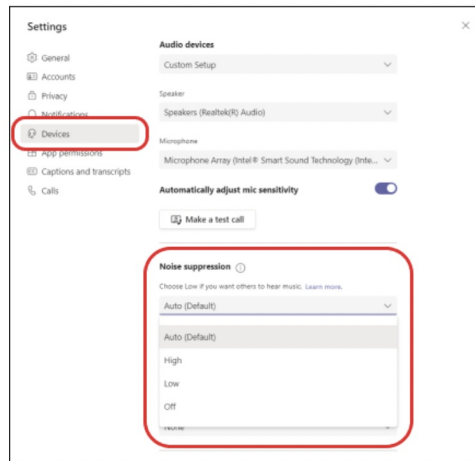 Settings
General
Accounts
Privacy
Notifications
Devices
App permissions
Captions and transcripts
Calls
Audio devices
Custom Setup
Speaker
Speakers (Realtek(R) Audio)
Microphone
Microphone Array (Intel® Smart Sound Technology (Inte...
Automatically adjust mic sensitivity
Make a test call
Noise suppression
Choose Low if you want others to hear music. Learn more.
Auto (Default)
Auto (Default)
High
Low
Off
None